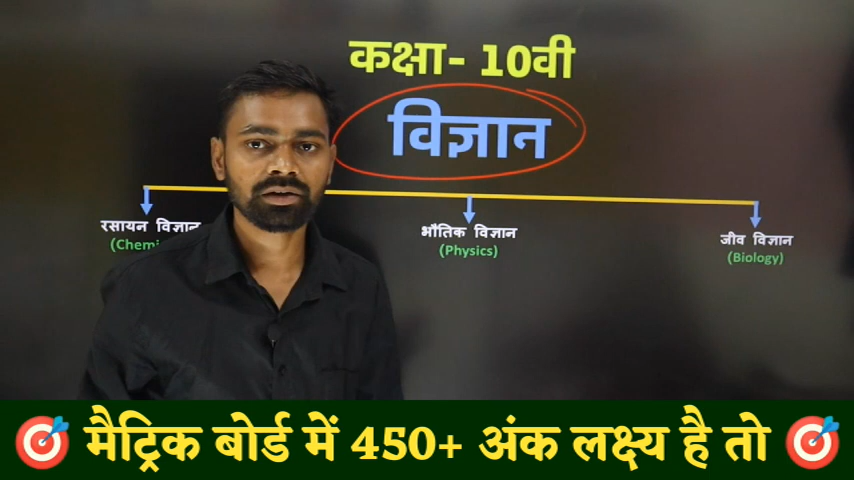 कक्षा- 10वी
विज्ञान
रसायन विज्ञान
भौतिक विज्ञान
(Physics)
जीव विज्ञान
(Biology)
🎯 मैट्रिक बोर्ड में 450+ अंक लक्ष्य है तो 🎯